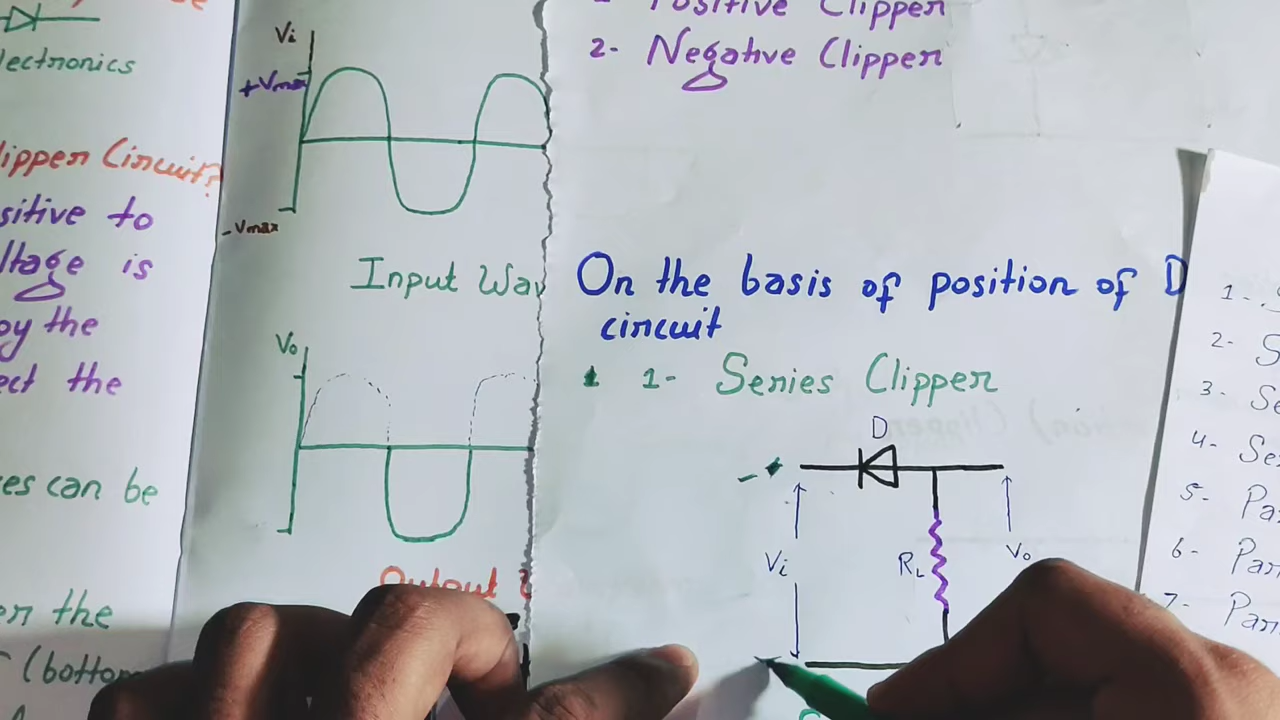 lectronics
lipper Circuit?
sitive to
ltage is
by the
ect the
es can be
er the
(bottom
Vi
+Vmax
-Vmax
Input Wav
Vo
Output
Positive Clipper
2- Negative Clipper
On the basis of position of D
circuit
1- Series Clipper
D
Vi
RL
Vo
1-
2- S
3- Se
4- Se
5- Pa
6- Par
7- Par